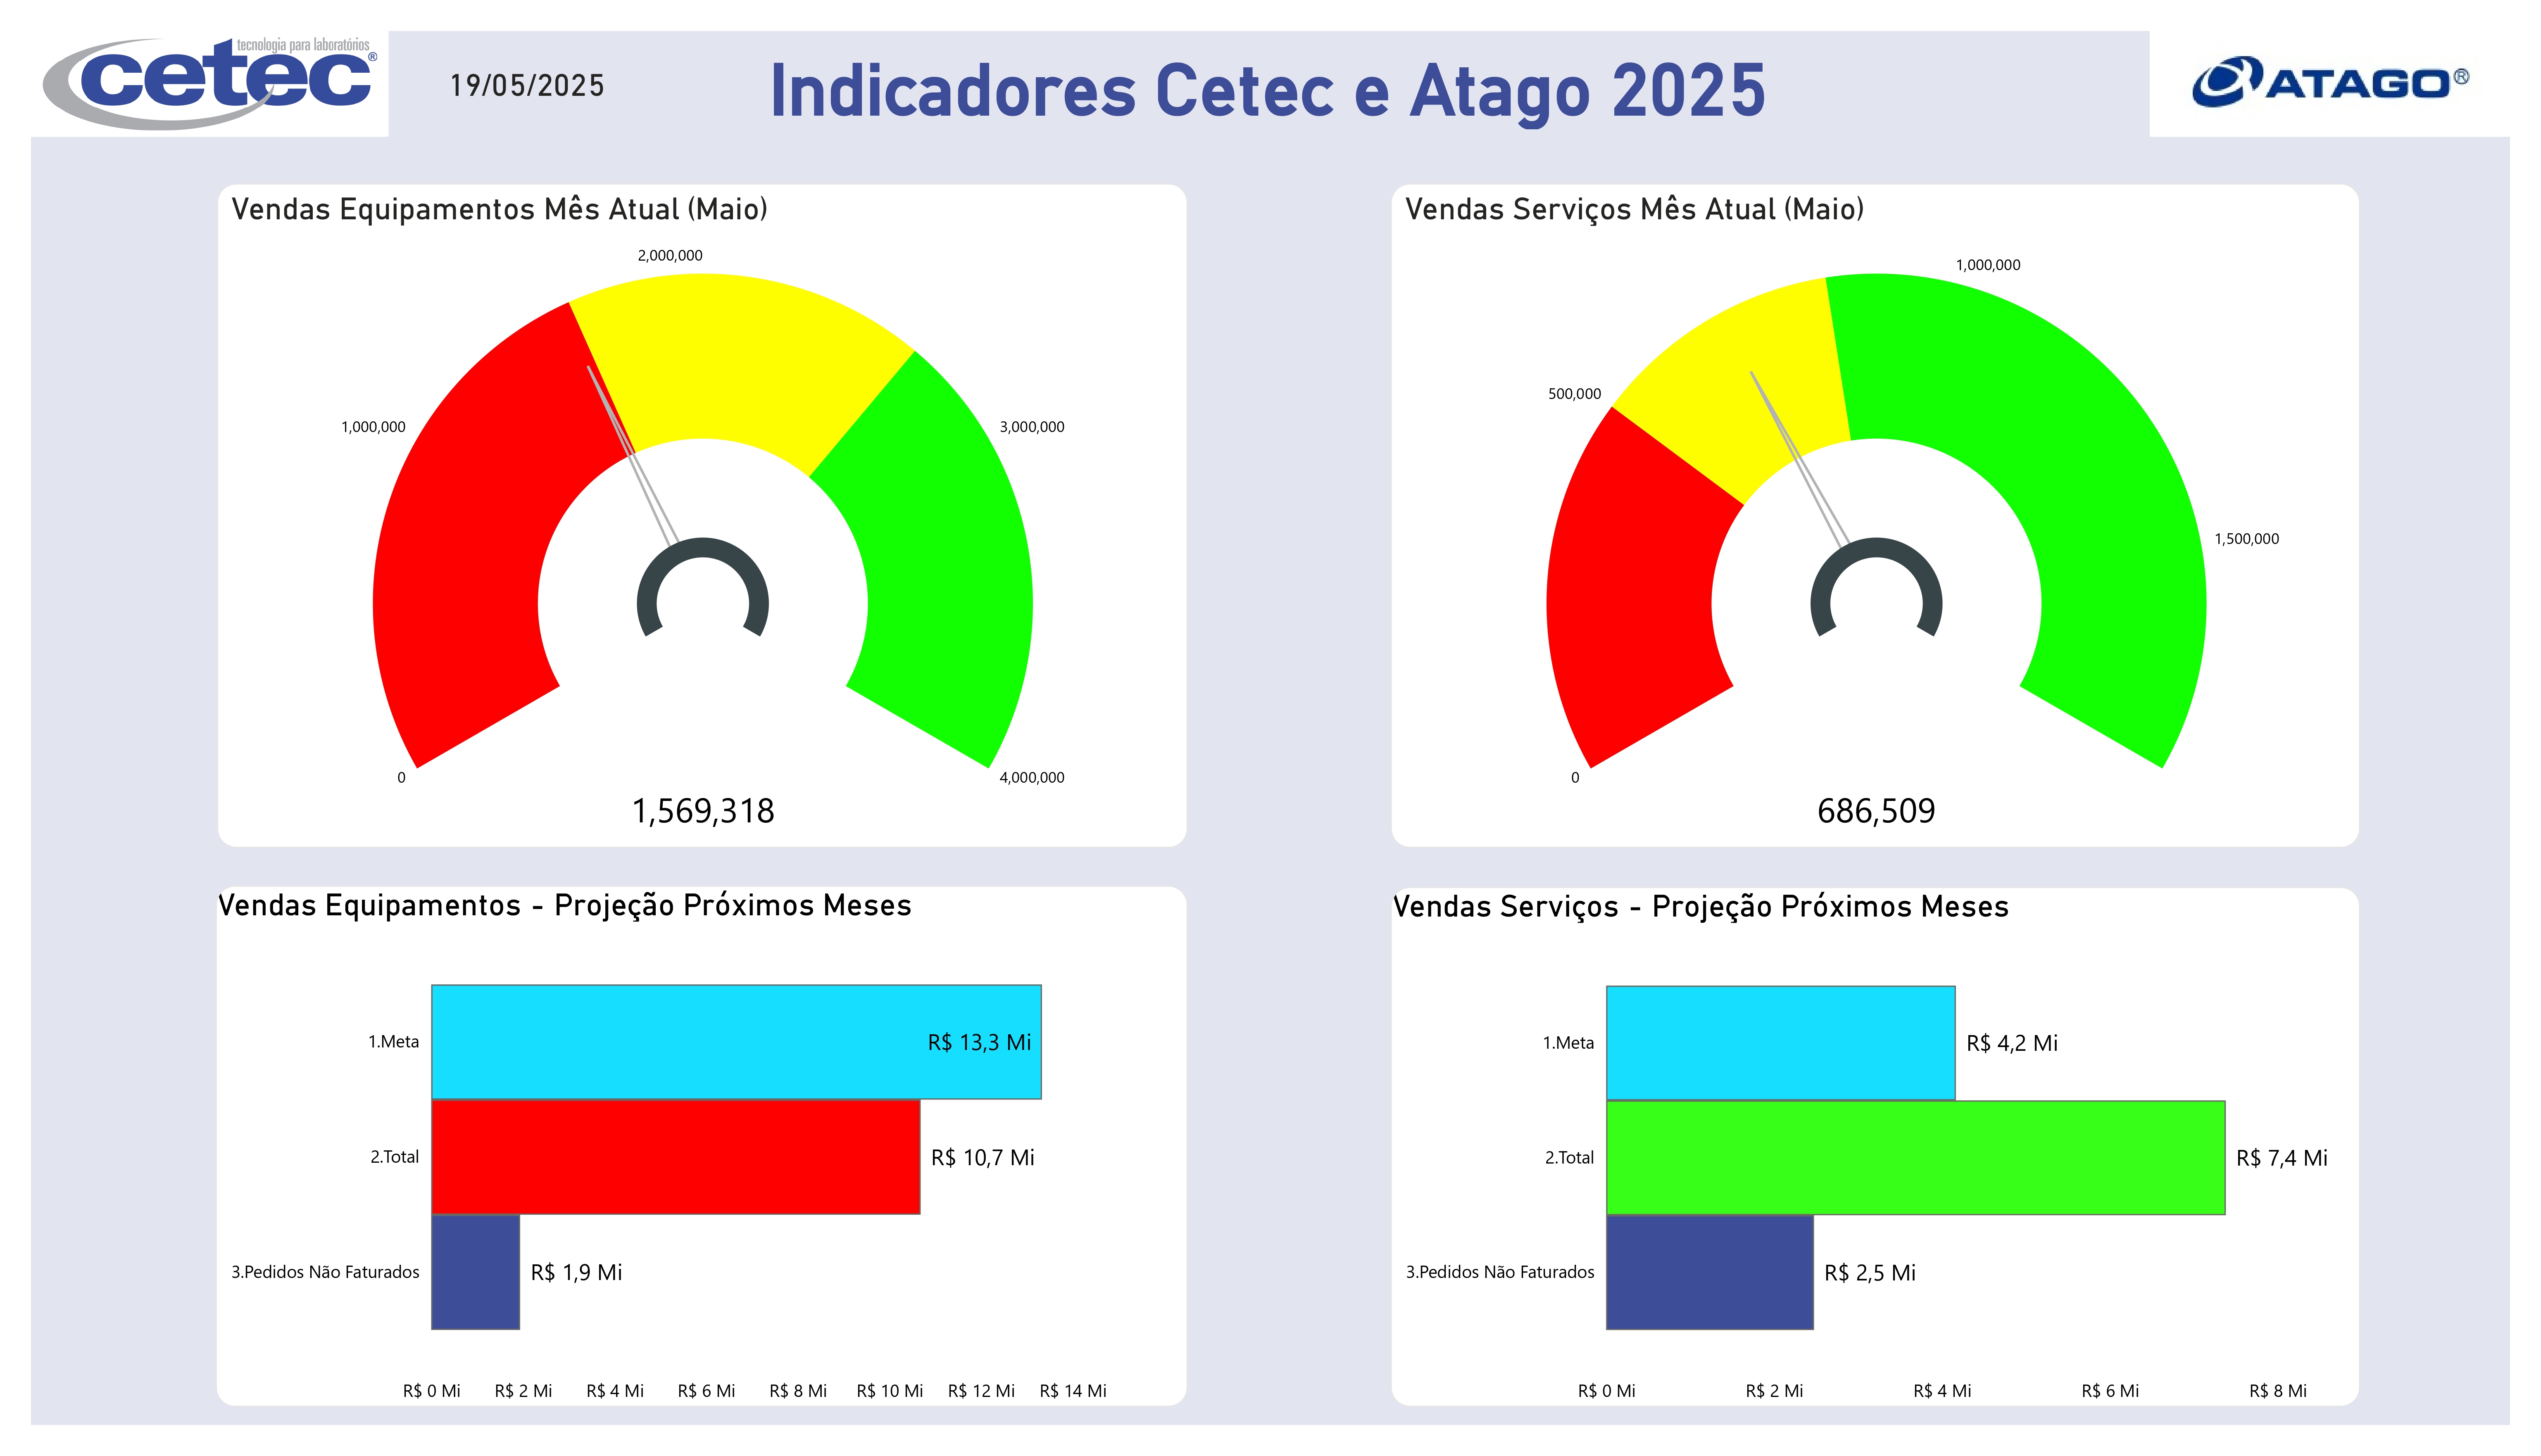 tecnologia para laboratórios
cetec®
19/05/2025
Indicadores Cetec e Atago 2025
ATAGO®
Vendas Equipamentos Mês Atual (Maio)
2,000,000
1,000,000
3,000,000
0
4,000,000
1,569,318
Vendas Serviços Mês Atual (Maio)
1,000,000
500,000
1,500,000
0
686,509
Vendas Equipamentos - Projeção Próximos Meses
1.Meta
R$ 13,3 Mi
2.Total
R$ 10,7 Mi
3.Pedidos Não Faturados
R$ 1,9 Mi
R$ 0 Mi R$ 2 Mi R$ 4 Mi R$ 6 Mi R$ 8 Mi R$ 10 Mi R$ 12 Mi R$ 14 Mi
Vendas Serviços - Projeção Próximos Meses
1.Meta
R$ 4,2 Mi
2.Total
R$ 7,4 Mi
3.Pedidos Não Faturados
R$ 2,5 Mi
R$ 0 Mi R$ 2 Mi R$ 4 Mi R$ 6 Mi R$ 8 Mi